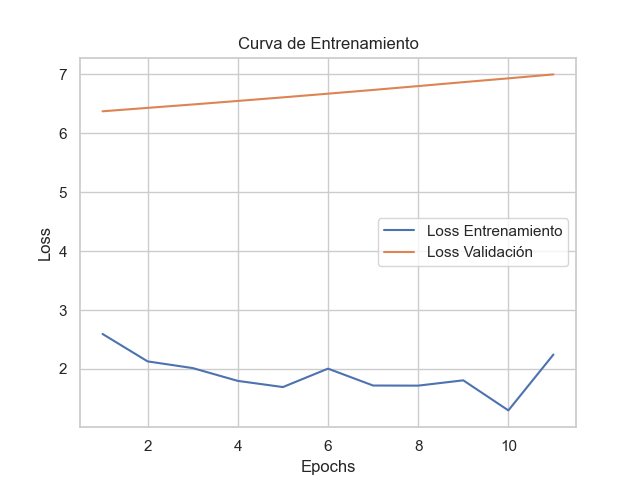 Curva de Entrenamiento
7
6
5
4
3
2
Loss
Loss Entrenamiento
Loss Validación
2 4 6 8 10
Epochs